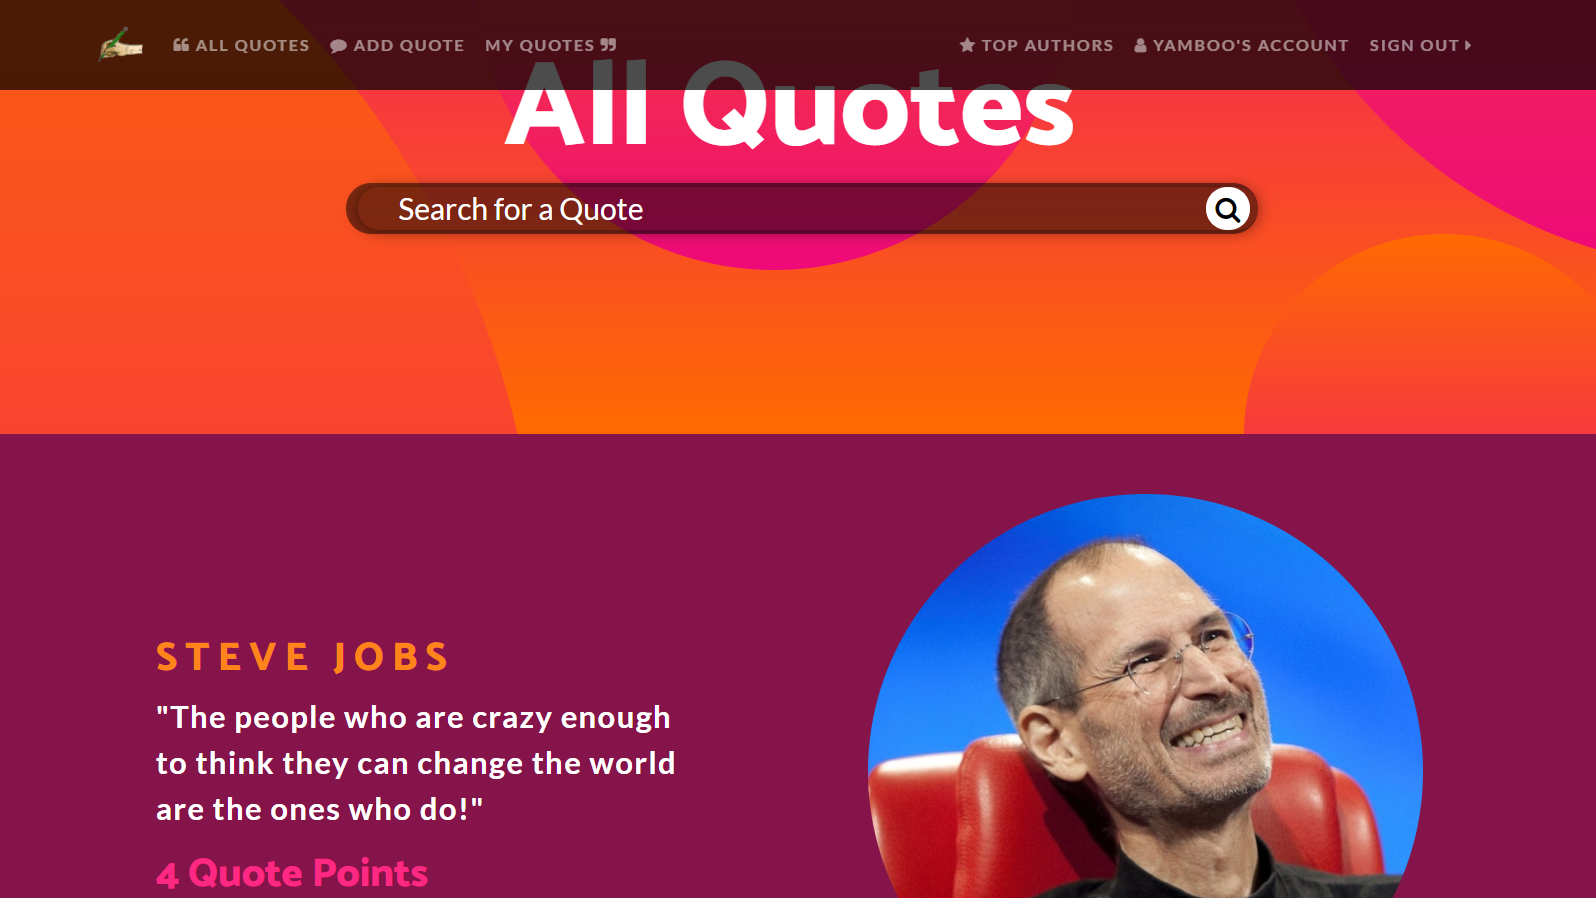 ALL QUOTES ADD QUOTE MY QUOTES TOP AUTHORS YAMBOO'S ACCOUNT SIGN OUT
All Quotes
Search for a Quote
STEVE JOBS
"The people who are crazy enough
to think they can change the world
are the ones who do!"
4 Quote Points